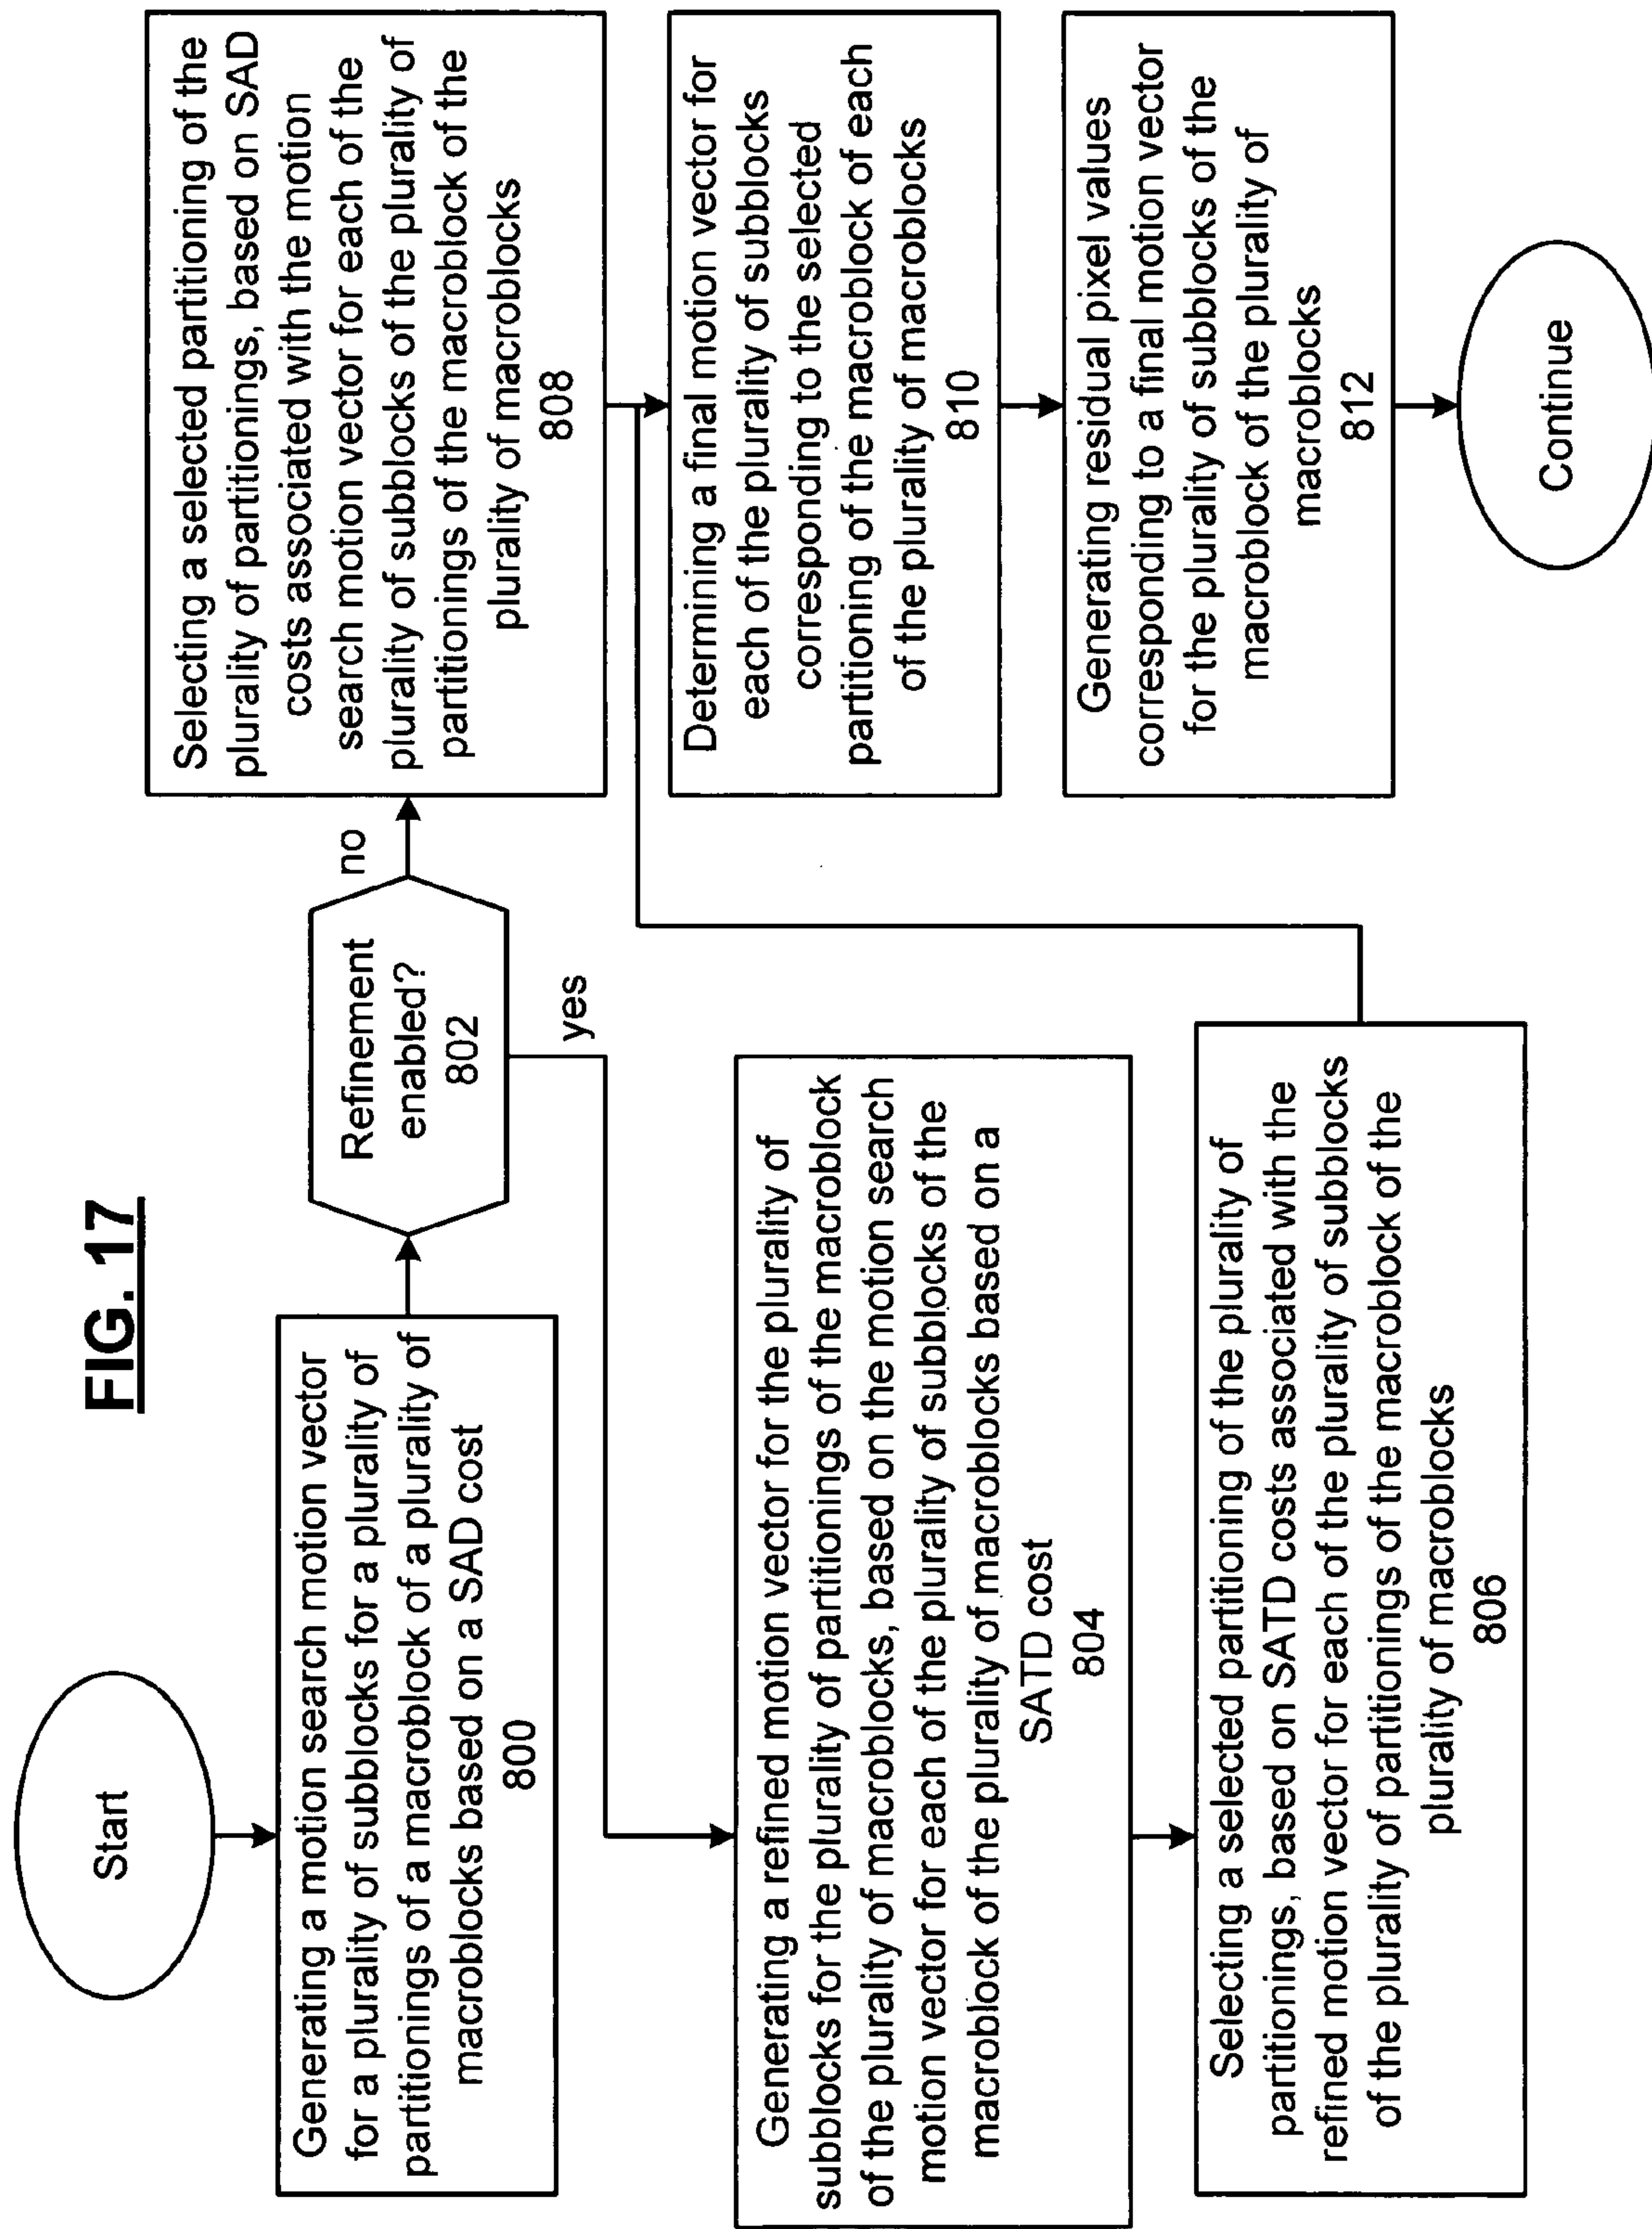 FIG. 17
Start
Generating a motion search motion vector
for a plurality of subblocks for a plurality of
partitionings of a macroblock of a plurality of
macroblocks based on a SAD cost
800
Refinement
enabled?
802
no
yes
Generating a refined motion vector for the plurality of
subblocks for the plurality of partitionings of the macroblock
of the plurality of macroblocks, based on the motion search
motion vector for each of the plurality of subblocks of the
macroblock of the plurality of macroblocks based on a
SATD cost
804
Selecting a selected partitioning of the plurality of
partitionings, based on SATD costs associated with the
refined motion vector for each of the plurality of subblocks
of the plurality of partitionings of the macroblock of the
plurality of macroblocks
806
Selecting a selected partitioning of the
plurality of partitionings, based on SAD
costs associated with the motion
search motion vector for each of the
plurality of subblocks of the plurality of
partitionings of the macroblock of the
plurality of macroblocks
808
Determining a final motion vector for
each of the plurality of subblocks
corresponding to the selected
partitioning of the macroblock of each
of the plurality of macroblocks
810
Generating residual pixel values
corresponding to a final motion vector
for the plurality of subblocks of the
macroblock of the plurality of
macroblocks
812
Continue